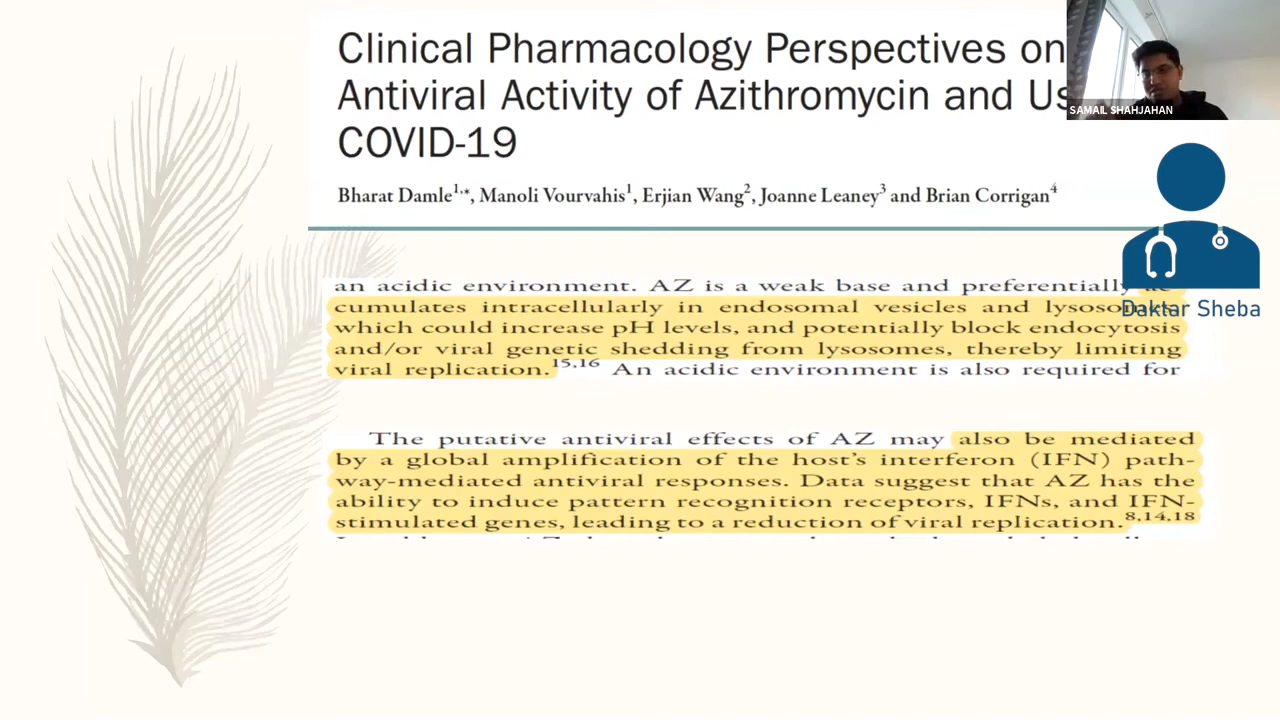 Clinical Pharmacology Perspectives on
Antiviral Activity of Azithromycin and Us
COVID-19
Bharat Damle1,*, Manoli Vourvahis1, Erjian Wang2, Joanne Leaney3 and Brian Corrigan4
SAMAIL SHAHJAHAN
Daktar Sheba
an acidic environment. AZ is a weak base and preferentially ac-
cumulates intracellularly in endosomal vesicles and lysosomes,
which could increase pH levels, and potentially block endocytosis
and/or viral genetic shedding from lysosomes, thereby limiting
viral replication.15,16 An acidic environment is also required for
The putative antiviral effects of AZ may also be mediated
by a global amplification of the host's interferon (IFN) path-
way-mediated antiviral responses. Data suggest that AZ has the
ability to induce pattern recognition receptors, IFNs, and IFN-
stimulated genes, leading to a reduction of viral replication.8,14,18